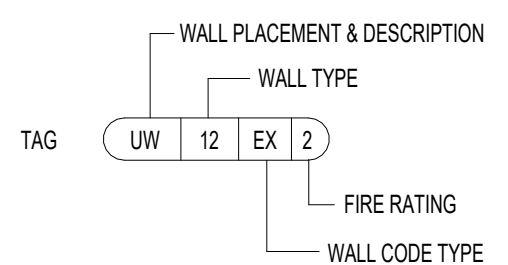 WALL PLACEMENT & DESCRIPTION
WALL TYPE
TAG UW 12 EX 2
FIRE RATING
WALL CODE TYPE